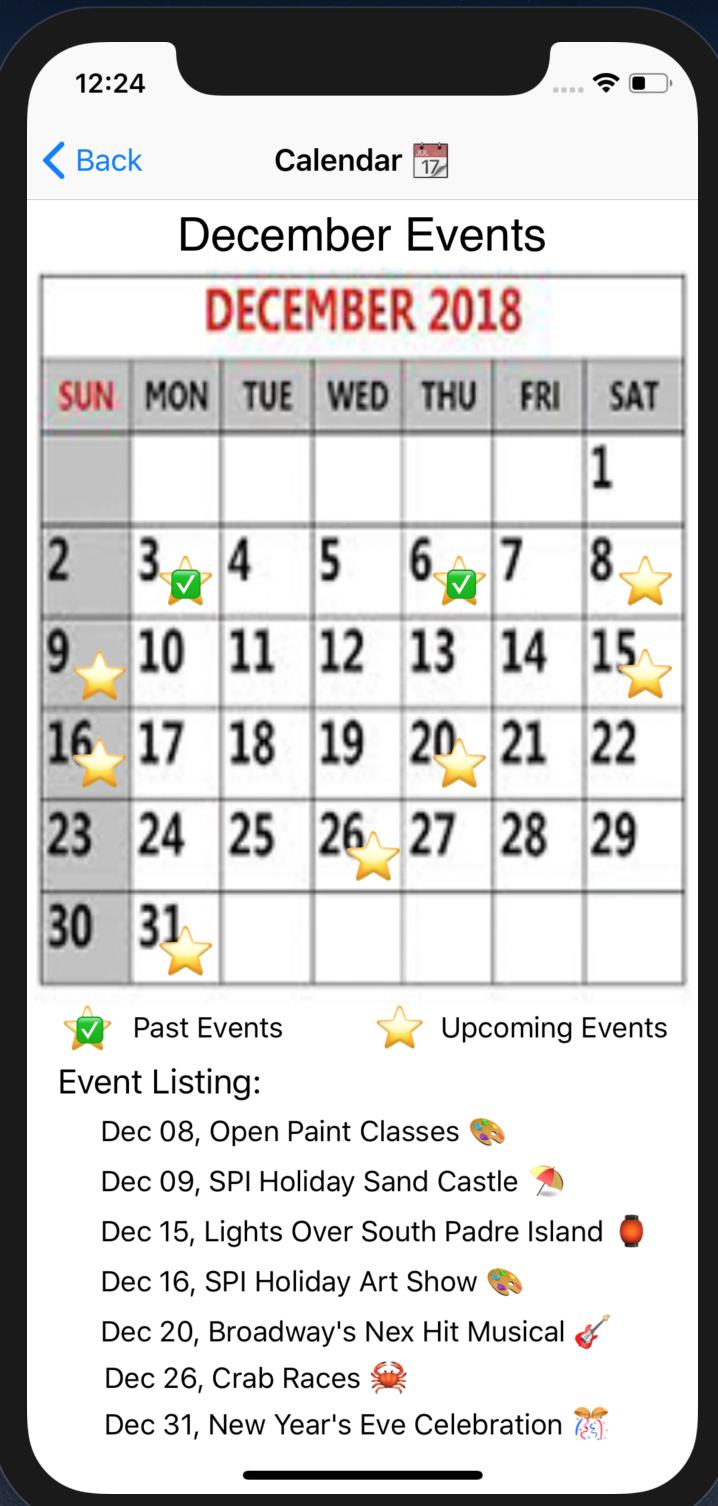 12:24
Back Calendar
JUL
17
December Events
DECEMBER 2018
SUN MON TUE WED THU FRI SAT
1
2 3 4 5 6 7 8
9 10 11 12 13 14 15
16 17 18 19 20 21 22
23 24 25 26 27 28 29
30 31
Past Events Upcoming Events
Event Listing:
Dec 08, Open Paint Classes
Dec 09, SPI Holiday Sand Castle
Dec 15, Lights Over South Padre Island
Dec 16, SPI Holiday Art Show
Dec 20, Broadway's Nex Hit Musical
Dec 26, Crab Races
Dec 31, New Year's Eve Celebration